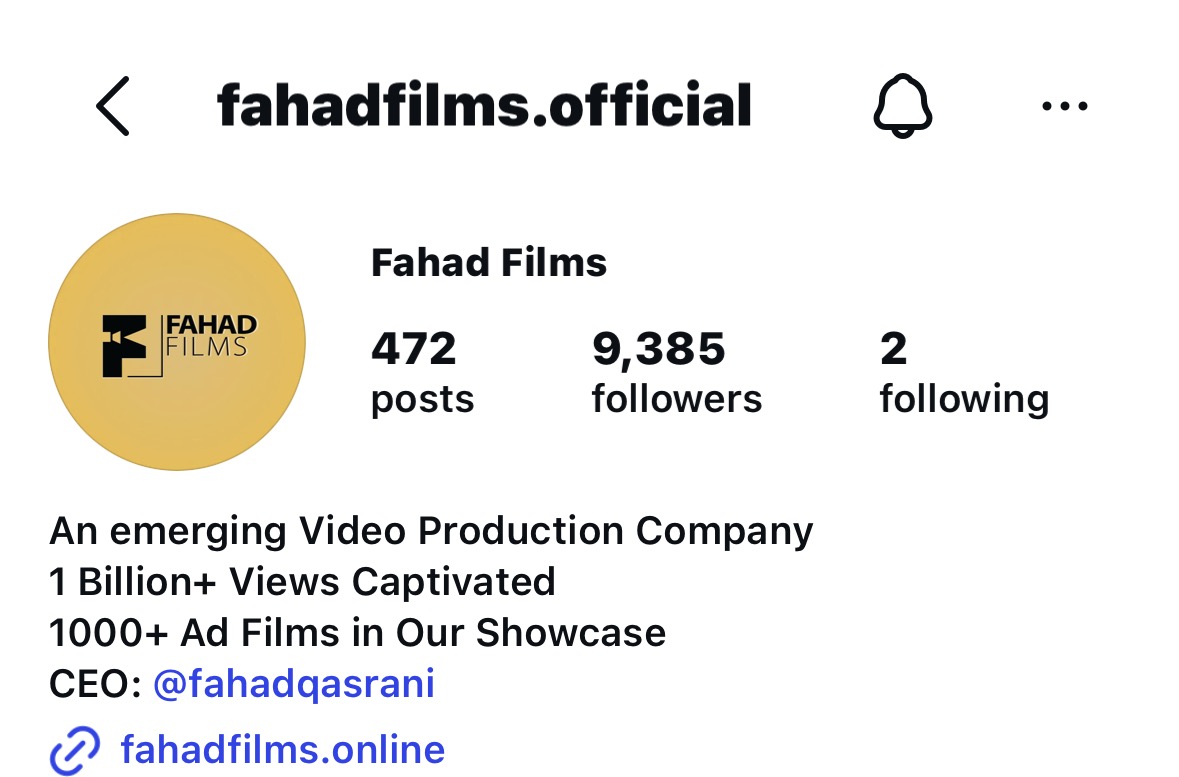 fahadfilms.official
FAHAD
FILMS
Fahad Films
472 9,385 2
posts followers following
An emerging Video Production Company
1 Billion+ Views Captivated
1000+ Ad Films in Our Showcase
CEO: @fahadqasrani
fahadfilms.online